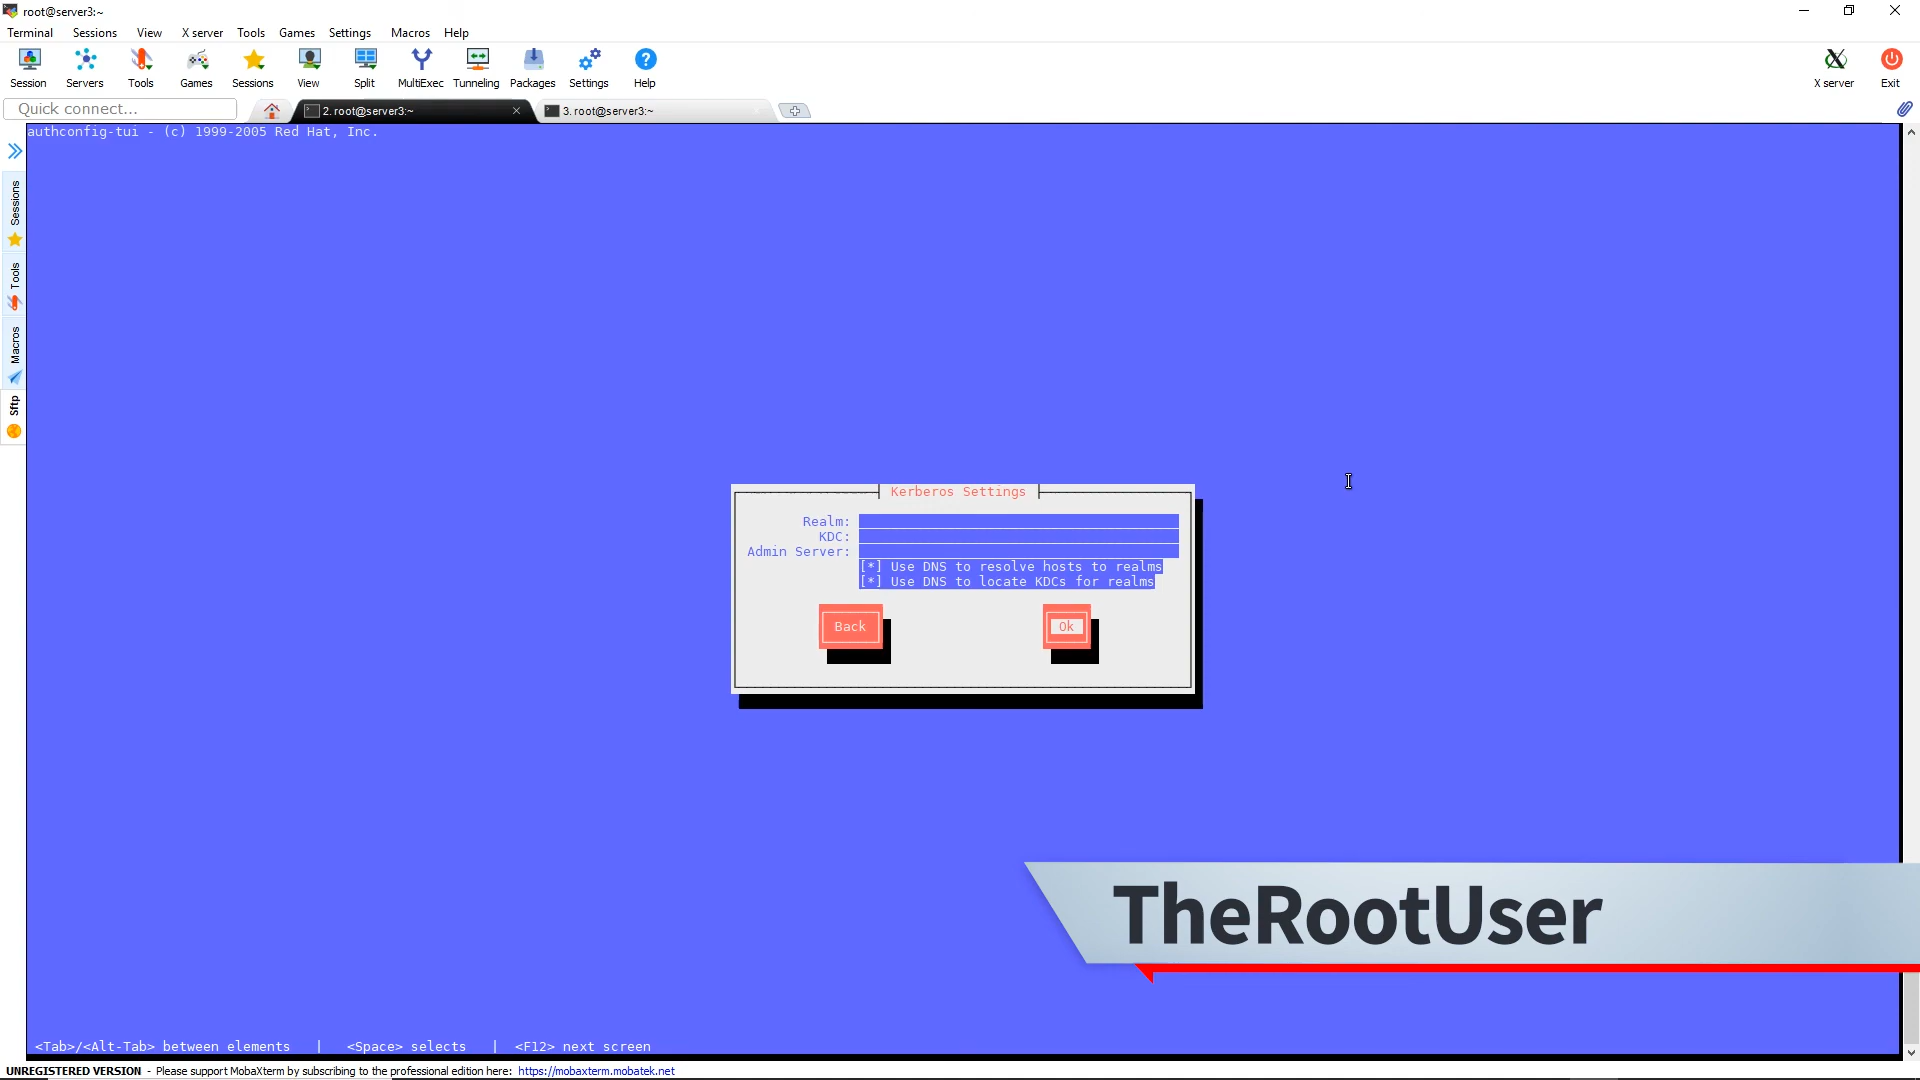 root@server3:~
Terminal Sessions View X server Tools Games Settings Macros Help
Session Servers Tools Games Sessions View Split MultiExec Tunneling Packages Settings Help X server Exit
Quick connect... 2. root@server3:~ 3. root@server3:~
authconfig-tui - (c) 1999-2005 Red Hat, Inc.
Sessions
Tools
Macros
Sftp
Kerberos Settings
Realm:
KDC:
Admin Server:
[*] Use DNS to resolve hosts to realms
[*] Use DNS to locate KDCs for realms
Back Ok
TheRootUser
<Tab>/<Alt-Tab> between elements | <Space> selects | <F12> next screen
UNREGISTERED VERSION - Please support MobaXterm by subscribing to the professional edition here: https://mobaxterm.mobatek.net